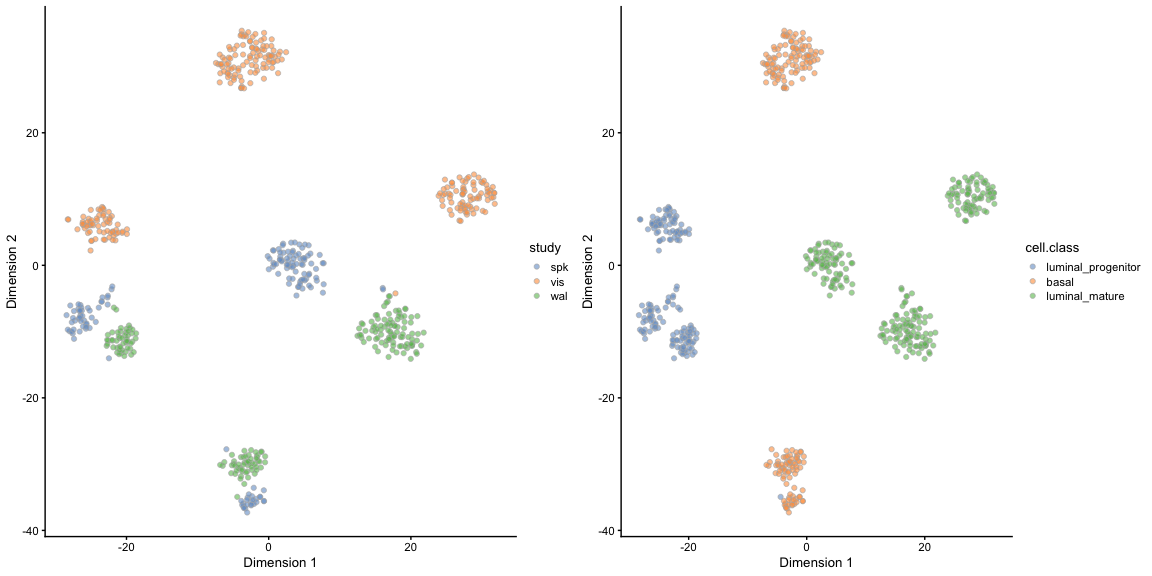 20
0
-20
-40
-20
0
20
Dimension 1
Dimension 2
study
spk
vis
wal
20
0
-20
-40
-20
0
20
Dimension 1
Dimension 2
cell.class
luminal_progenitor
basal
luminal_mature